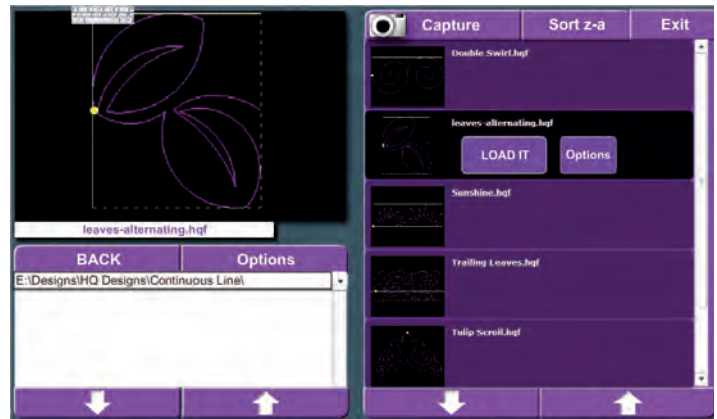 leaves-alternating.hqf
BACK
Options
E:\Designs\HQ Designs\Continuous Line\
Capture
Sort z-a
Exit
Double Swirl.hqf
leaves-alternating.hqf
LOAD IT
Options
Sunshine.hqf
Trailing Leaves.hqf
Tulip Scroll.hqf